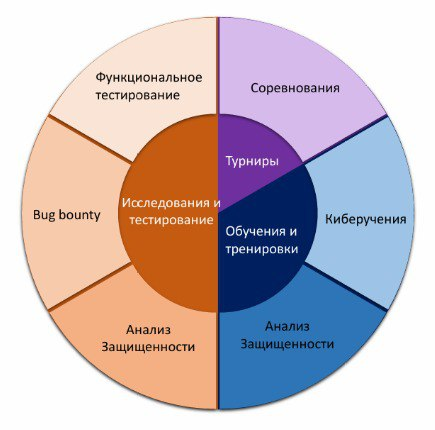 Функциональное
тестирование
Соревнования
Турниры
Bug bounty
Исследования и
тестирование
Обучения и
тренировки
Киберучения
Анализ
Защищенности
Анализ
Защищенности